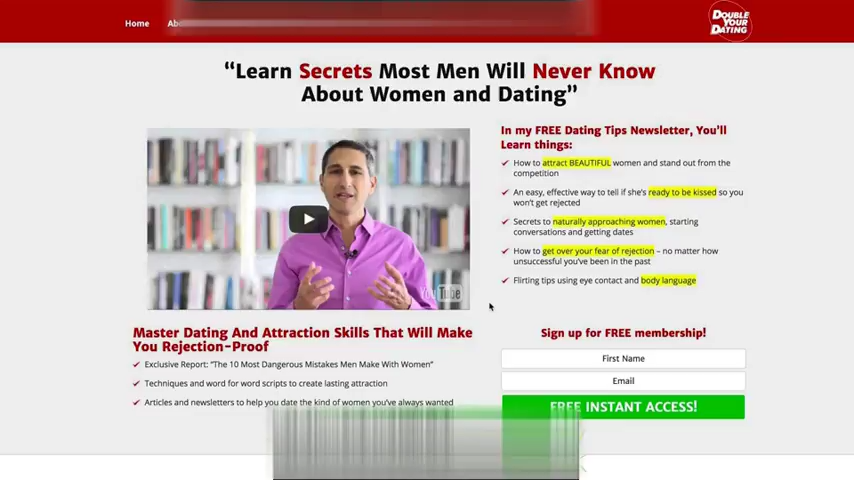 Home
DOUBLE
YOUR
DATING
“Learn Secrets Most Men Will Never Know
About Women and Dating”
YouTube
In my FREE Dating Tips Newsletter, You’ll
Learn things:
How to attract BEAUTIFUL women and stand out from the
competition
An easy, effective way to tell if she’s ready to be kissed so you
won’t get rejected
Secrets to naturally approaching women, starting
conversations and getting dates
How to get over your fear of rejection – no matter how
unsuccessful you’ve been in the past
Flirting tips using eye contact and body language
Master Dating And Attraction Skills That Will Make
You Rejection-Proof
Exclusive Report: “The 10 Most Dangerous Mistakes Men Make With Women”
Techniques and word for word scripts to create lasting attraction
Articles and newsletters to help you date the kind of women you’ve always wanted
Sign up for FREE membership!
First Name
Email
FREE INSTANT ACCESS!